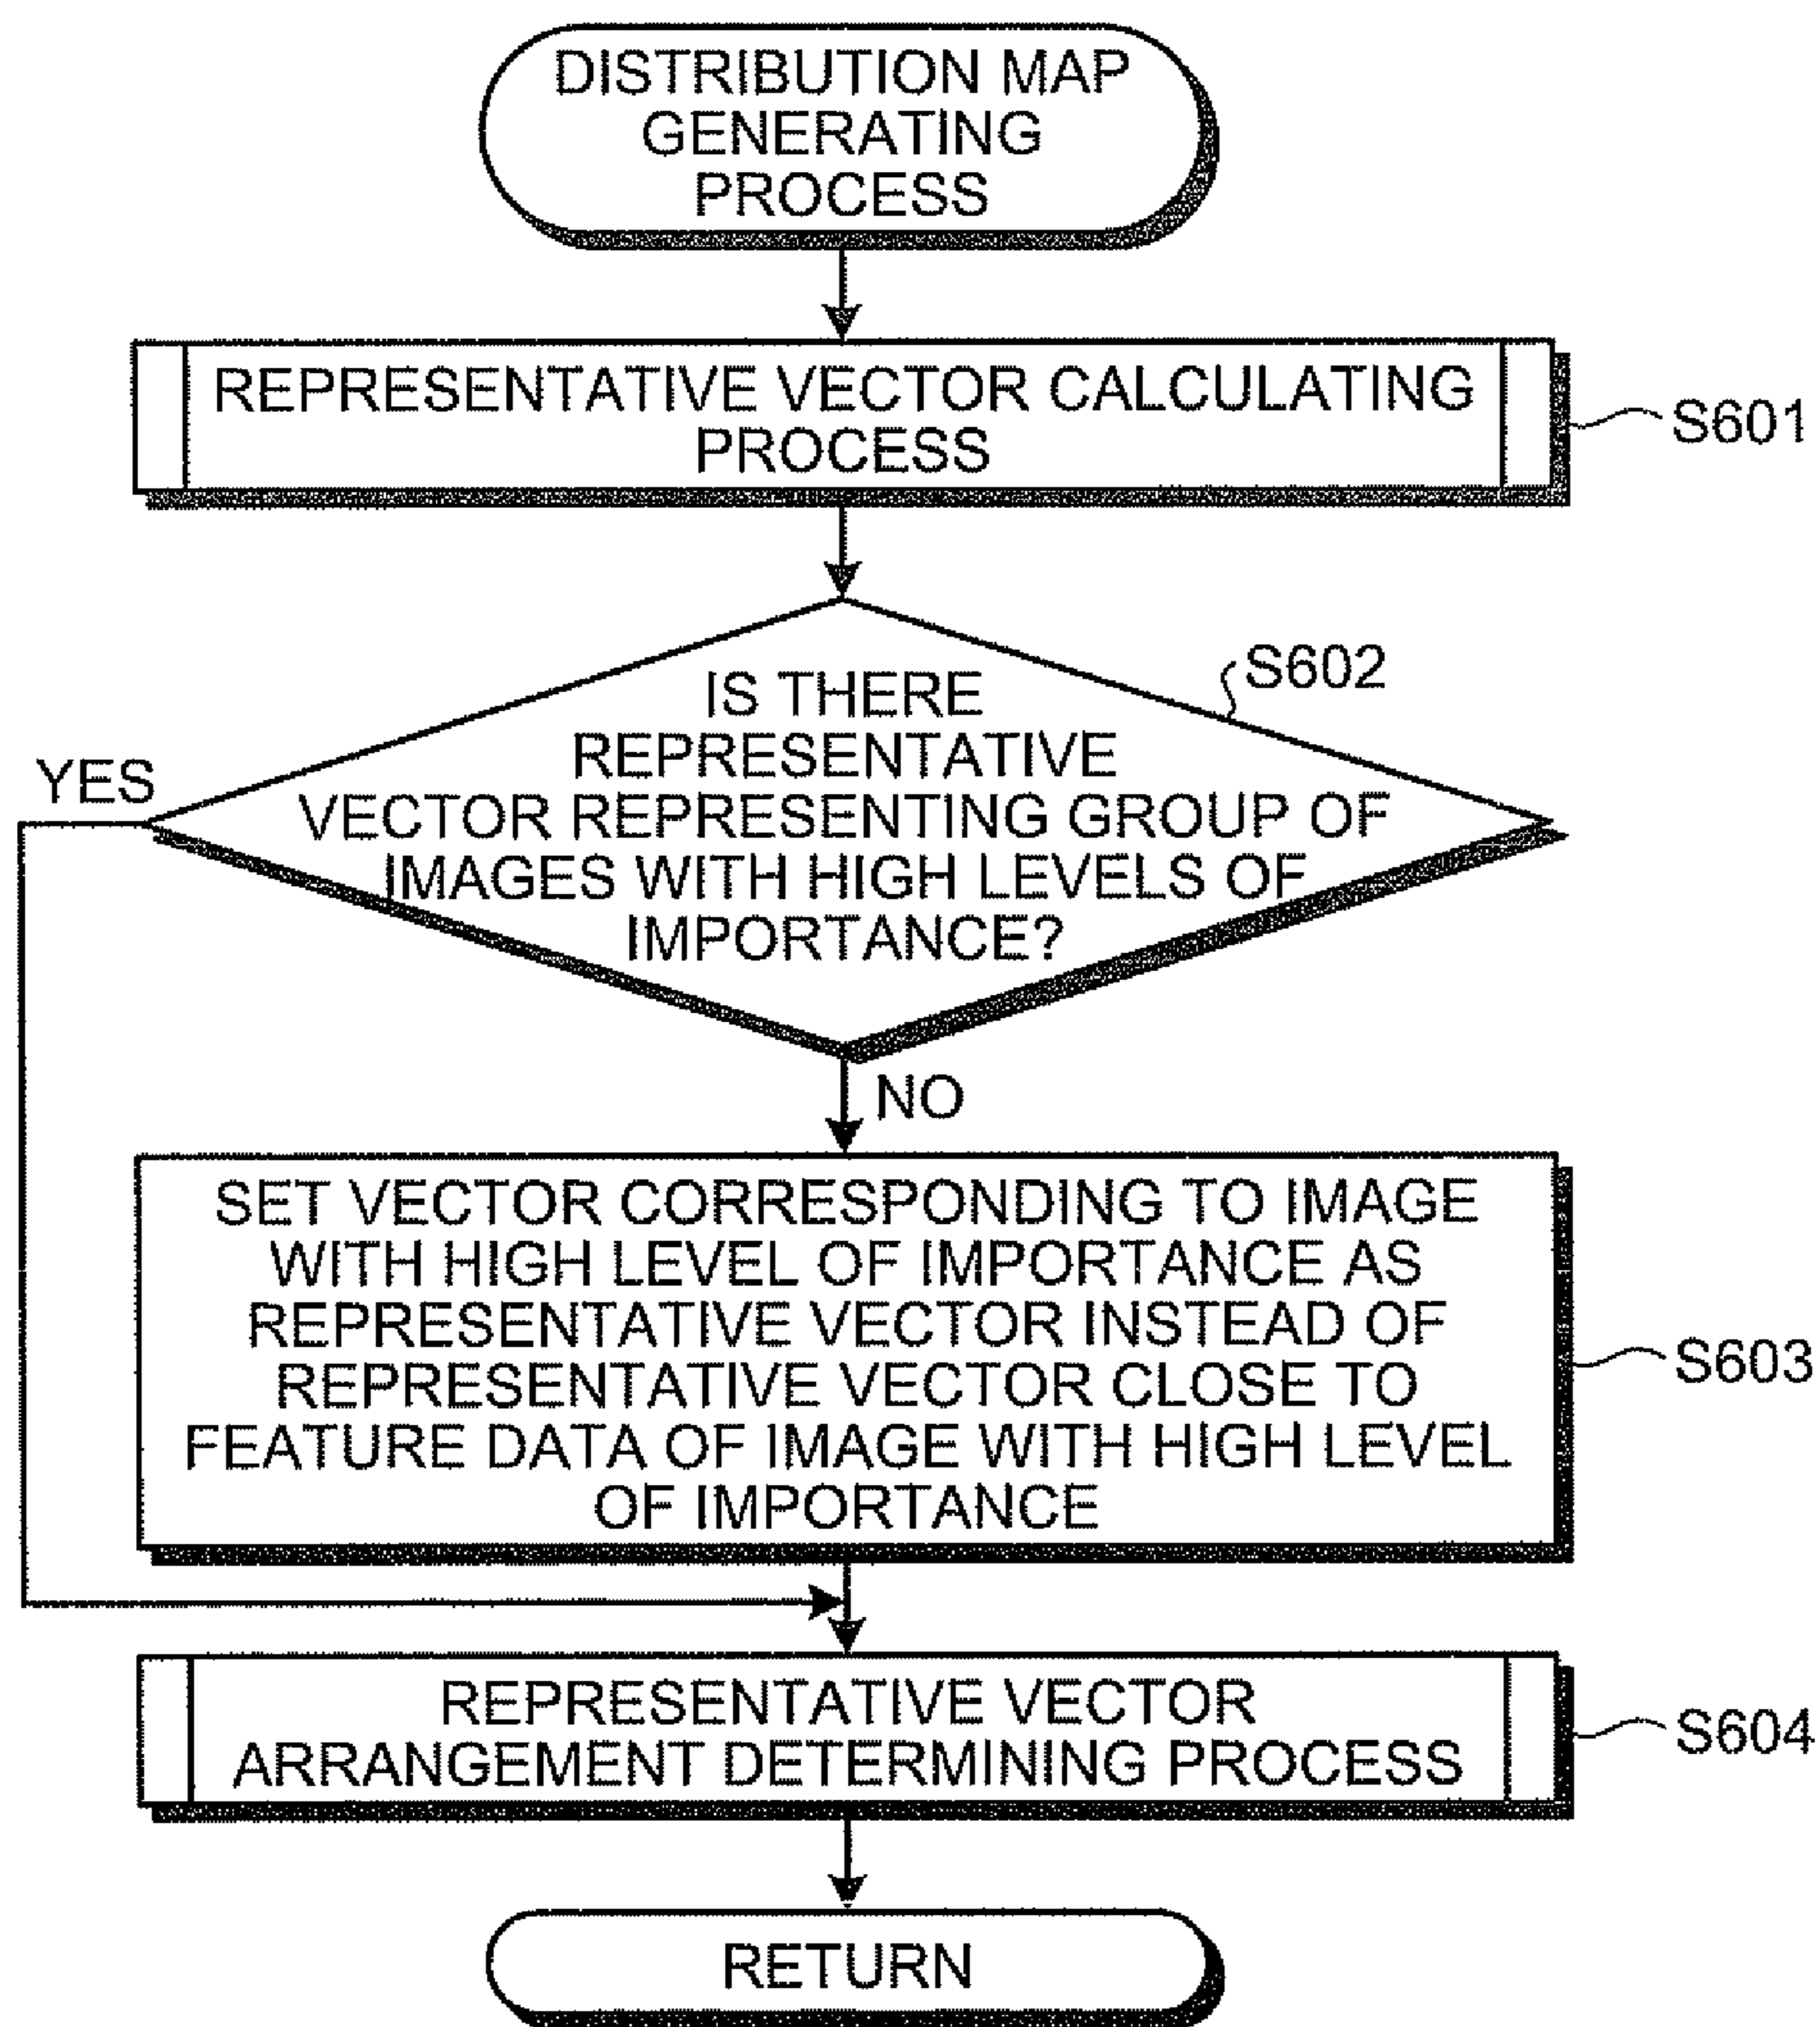 DISTRIBUTION MAP
GENERATING
PROCESS
REPRESENTATIVE VECTOR CALCULATING
PROCESS
S601
S602
IS THERE
REPRESENTATIVE
VECTOR REPRESENTING GROUP OF
IMAGES WITH HIGH LEVELS OF
IMPORTANCE?
YES
NO
SET VECTOR CORRESPONDING TO IMAGE
WITH HIGH LEVEL OF IMPORTANCE AS
REPRESENTATIVE VECTOR INSTEAD OF
REPRESENTATIVE VECTOR CLOSE TO
FEATURE DATA OF IMAGE WITH HIGH LEVEL
OF IMPORTANCE
S603
REPRESENTATIVE VECTOR
ARRANGEMENT DETERMINING PROCESS
S604
RETURN